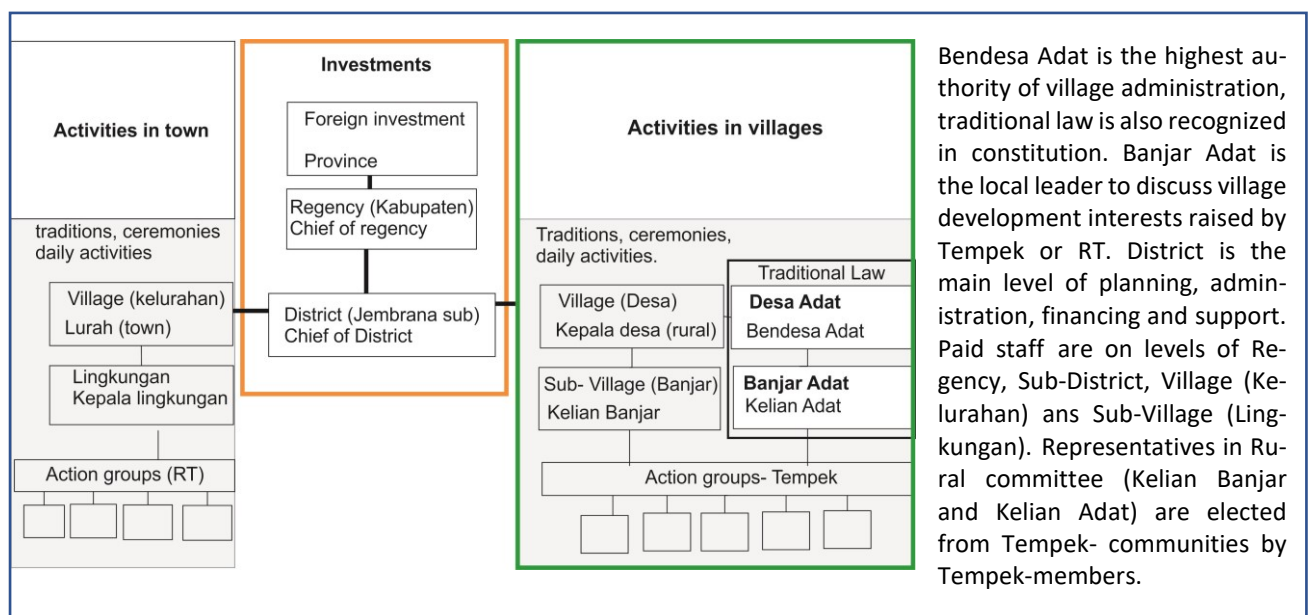 Activities in town
traditions, ceremonies
daily activities
Village (kelurahan)
Lurah (town)
Lingkungan
Kepala lingkungan
Action groups (RT)
Investments
Foreign investment
Province
Regency (Kabupaten)
Chief of regency
District (Jembrana sub)
Chief of District
Activities in villages
Traditions, ceremonies,
daily activities.
Traditional Law
Village (Desa)
Kepala desa (rural)
Desa Adat
Bendesa Adat
Sub- Village (Banjar)
Kelian Banjar
Banjar Adat
Kelian Adat
Action groups- Tempek
Bendesa Adat is the highest au-
thority of village administration,
traditional law is also recognized
in constitution. Banjar Adat is
the local leader to discuss village
development interests raised by
Tempek or RT. District is the
main level of planning, admin-
istration, financing and support.
Paid staff are on levels of Re-
gency, Sub-District, Village (Ke-
lurahan) ans Sub-Village (Ling-
kungan). Representatives in Ru-
ral committee (Kelian Banjar
and Kelian Adat) are elected
from Tempek- communities by
Tempek-members.